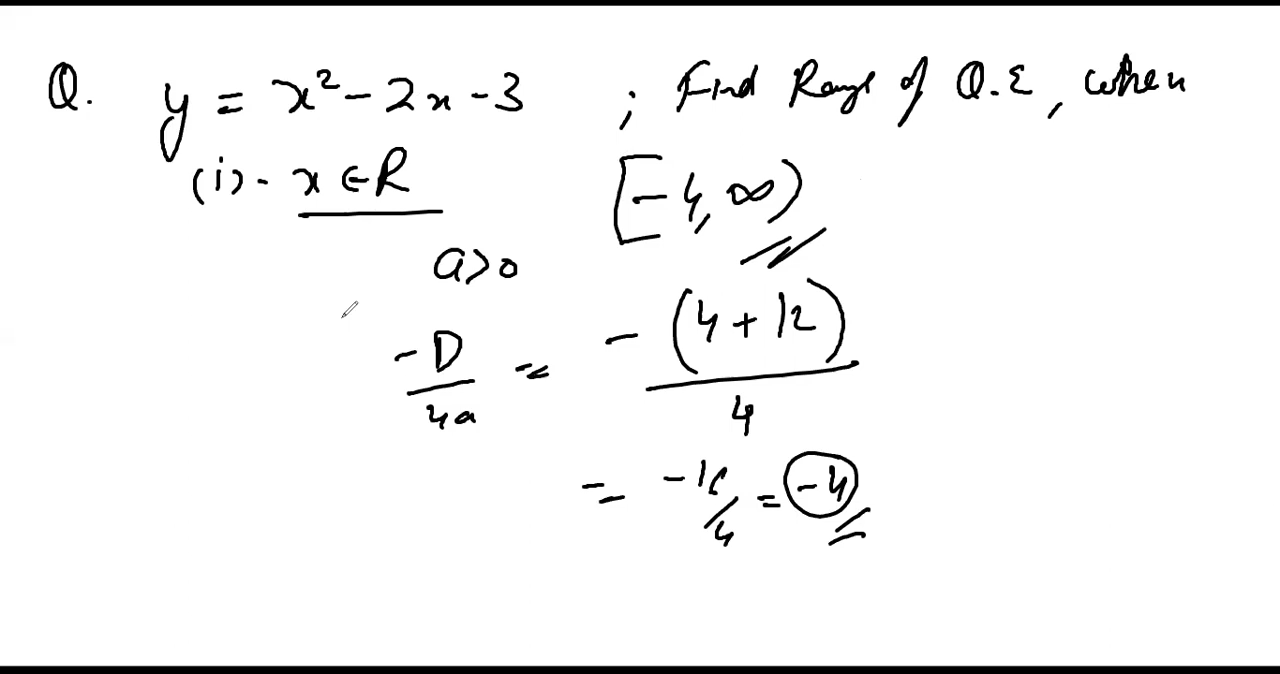 Q. y = x² - 2x - 3 ; Find Range of Q.E, when
(i). x ∈ R [-4, ∞)
a>0
-D/4a = -(4+12)/4
= -16/4 = -4